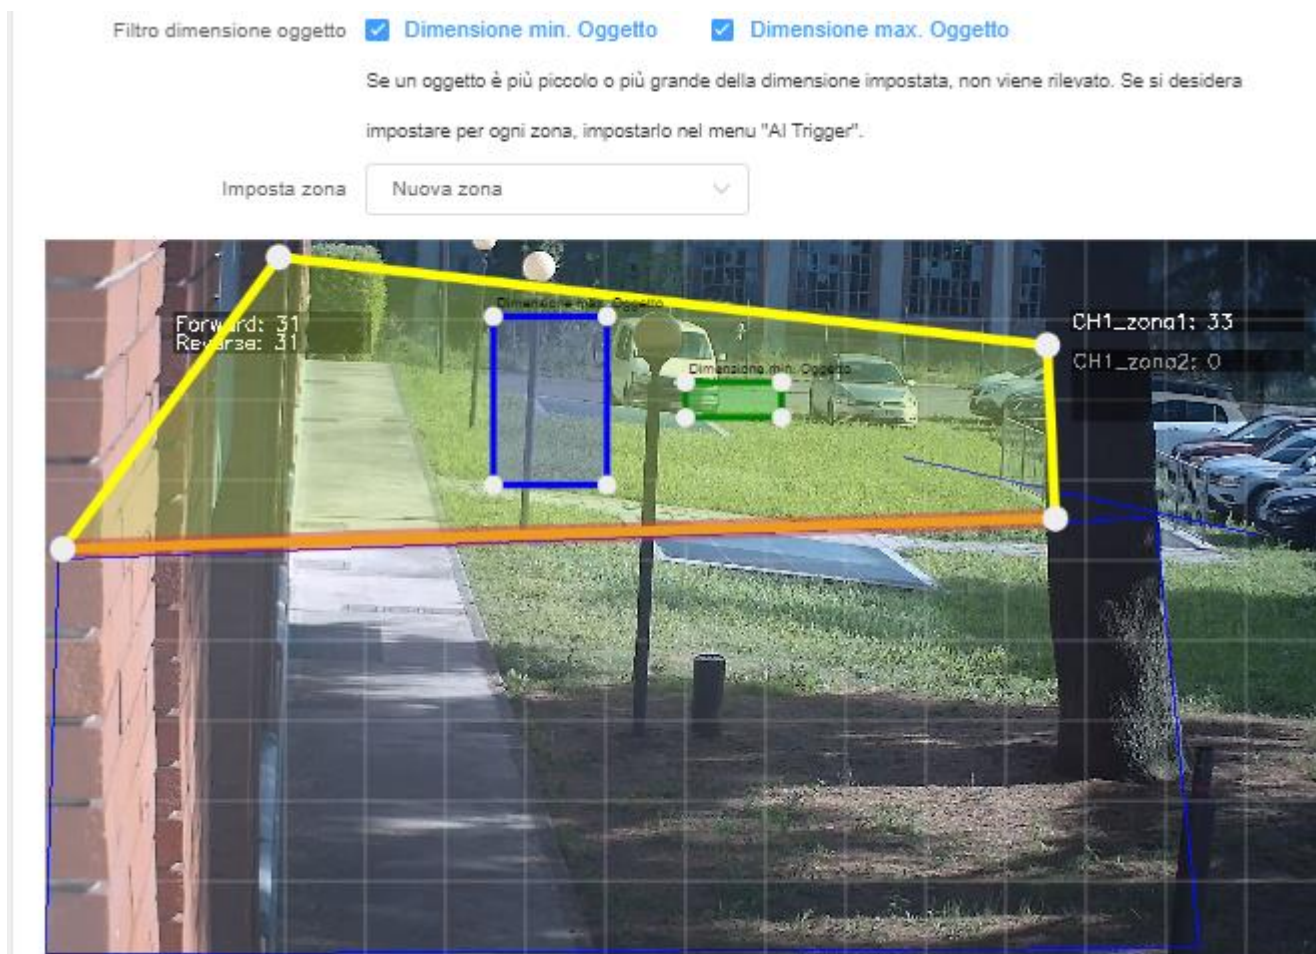 Filtro dimensione oggetto Dimensione min. Oggetto Dimensione max. Oggetto
Se un oggetto è più piccolo o più grande della dimensione impostata, non viene rilevato. Se si desidera
impostare per ogni zona, impostarlo nel menu "AI Trigger".
Imposta zona Nuova zona
Dimensione max. Oggetto
Forward: 31
Reverse: 31
CH1_zona1: 33
CH1_zona2: 0
Dimensione min. Oggetto